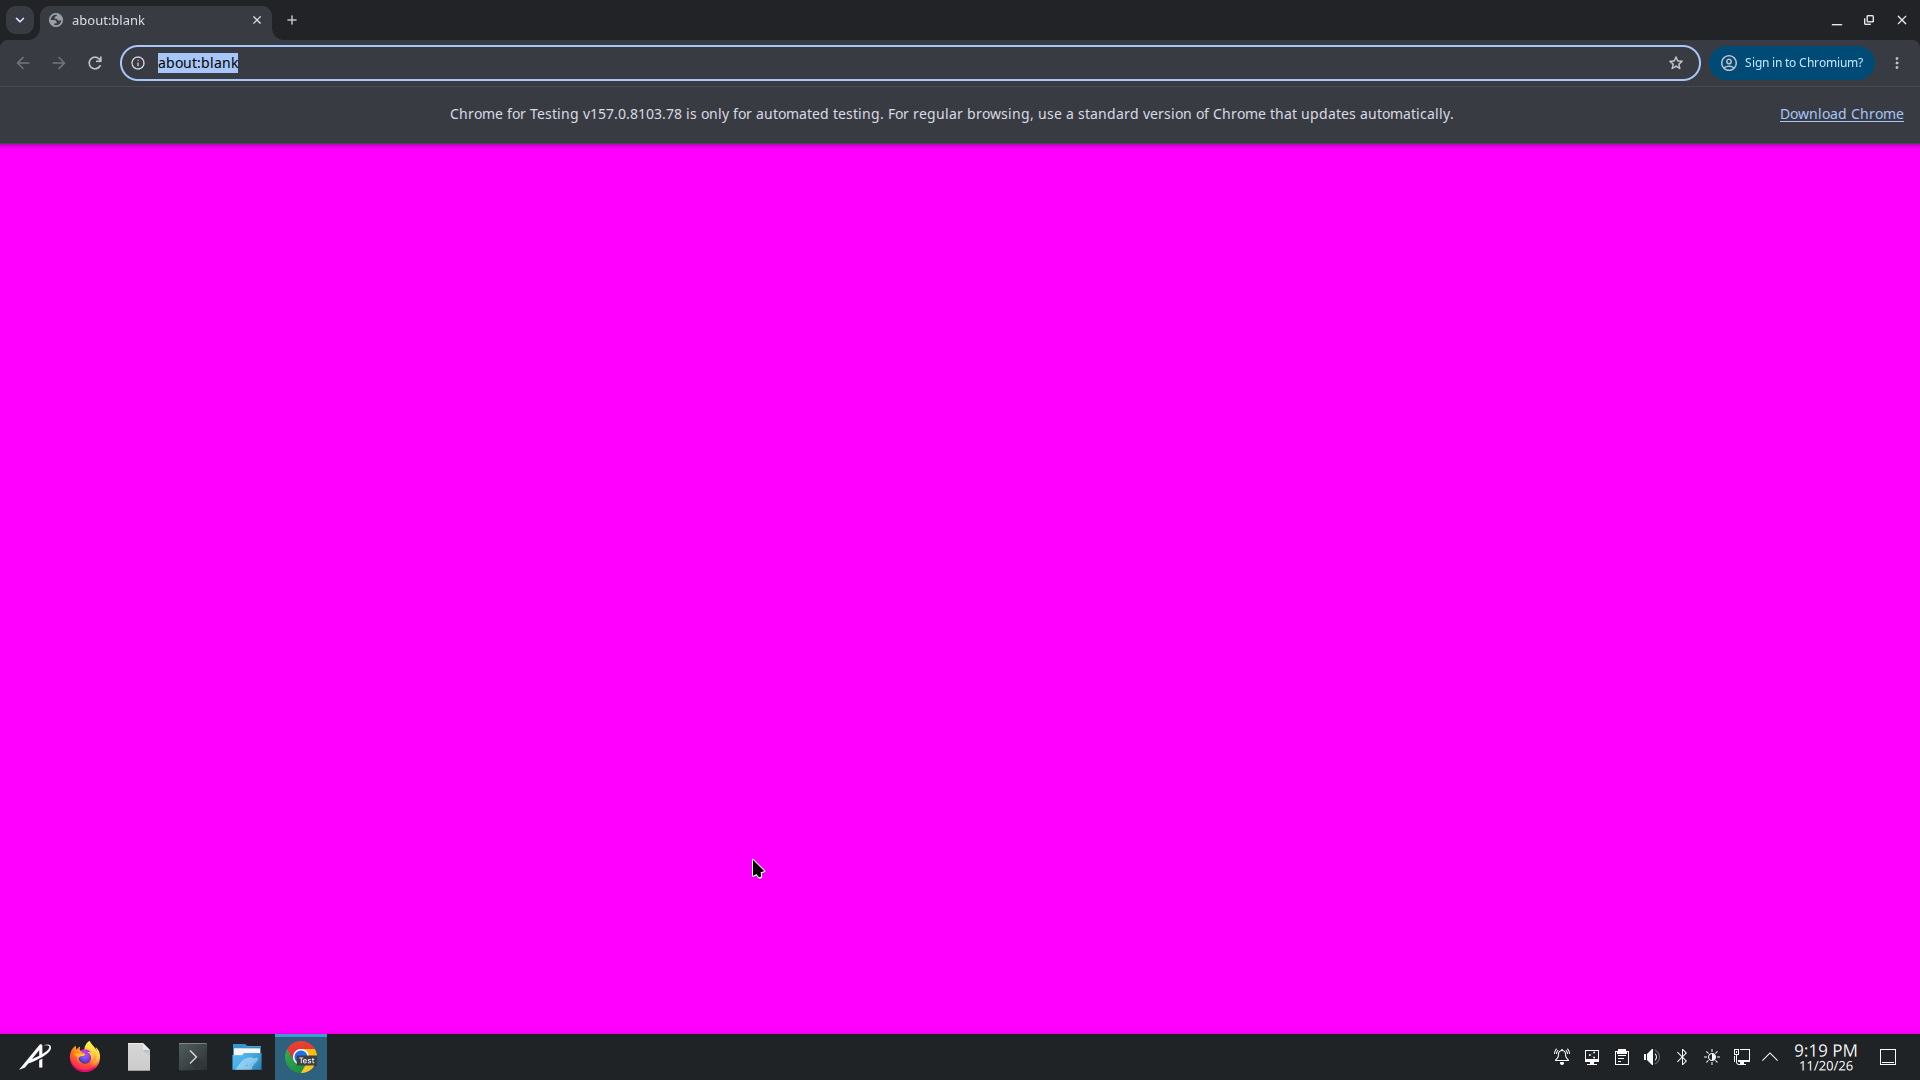 about:blank
about:blank
Sign in to Chromium?
Chrome for Testing v157.0.8103.78 is only for automated testing. For regular browsing, use a standard version of Chrome that updates automatically.
Download Chrome
Test
9:19 PM
11/20/26